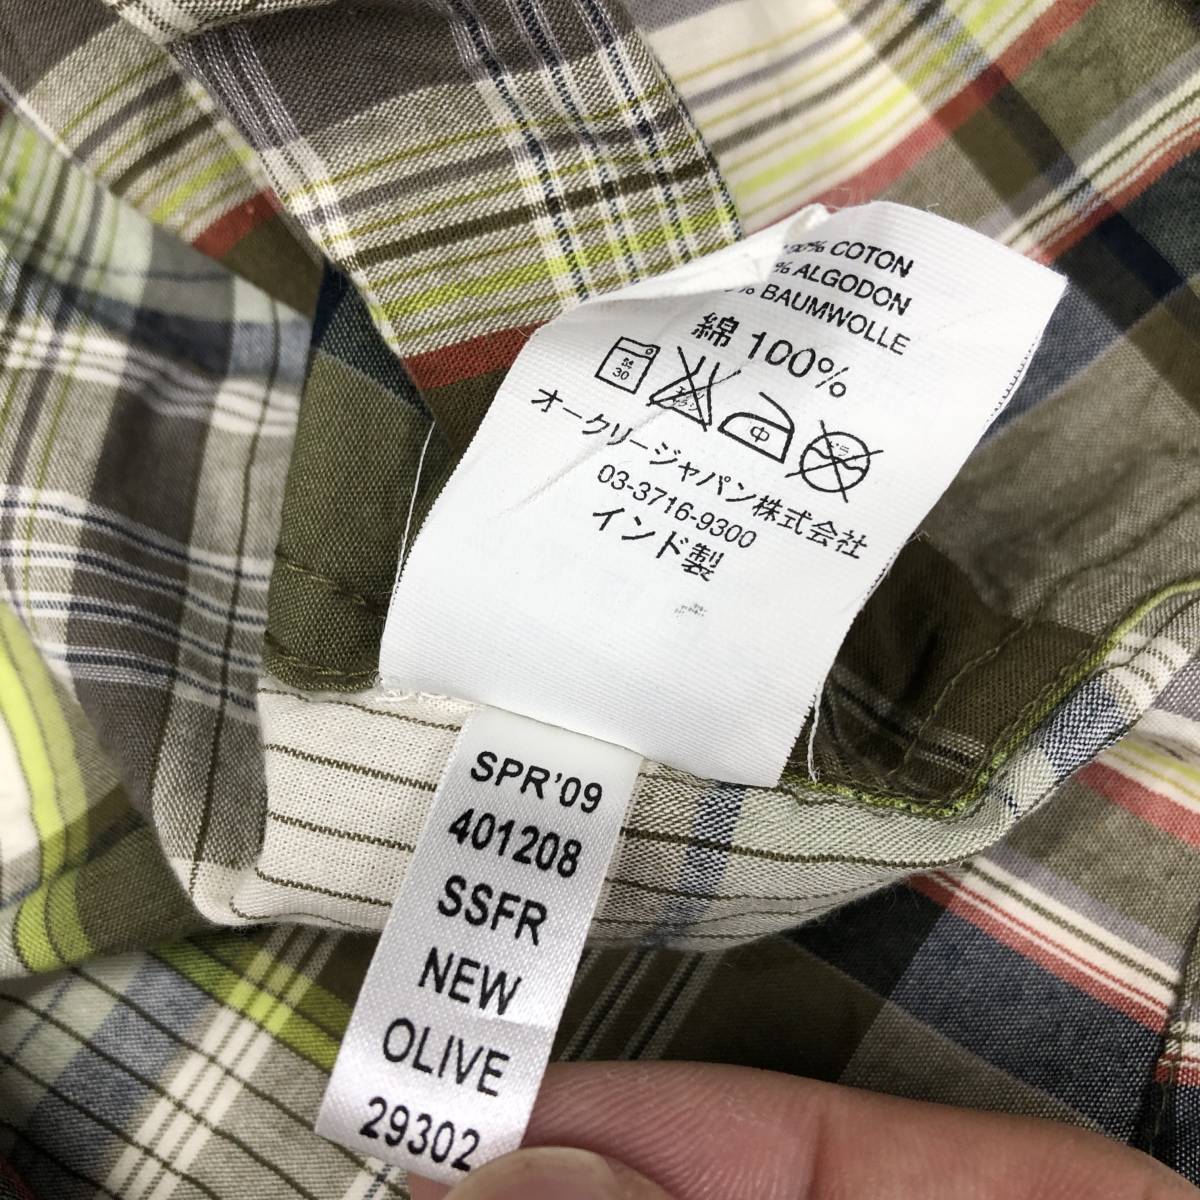 % COTON
% ALGODON
% BAUMWOLLE
綿 100%
30
中
オークリージャパン株式会社
03-3716-9300
インド製
SPR'09
401208
SSFR
NEW
OLIVE
29302